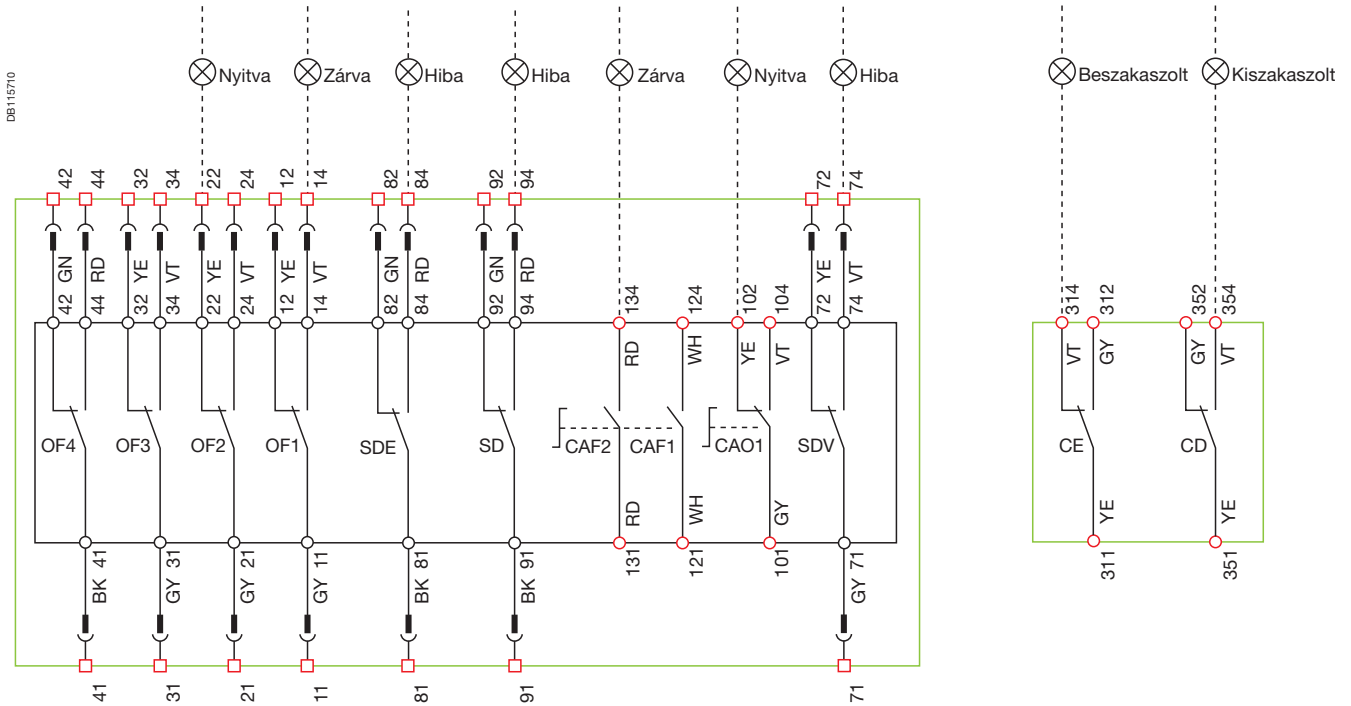 DB115710
Nyitva Zárva Hiba Hiba Zárva Nyitva Hiba Beszakaszolt Kiszakaszolt
42 44 32 34 22 24 12 14 82 84 92 94 72 74
GN RD YE VT YE VT YE VT GN RD GN RD YE VT
42 44 32 34 22 24 12 14 82 84 92 94 134 124 102 104 72 74 314 312 352 354
RD WH YE VT VT GY GY VT
OF4 OF3 OF2 OF1 SDE SD CAF2 CAF1 CAO1 SDV CE CD
RD WH GY YE YE
41 31 21 11 81 91 131 121 101 71 311 351
BK GY GY GY BK BK GY
41 31 21 11 81 91 71